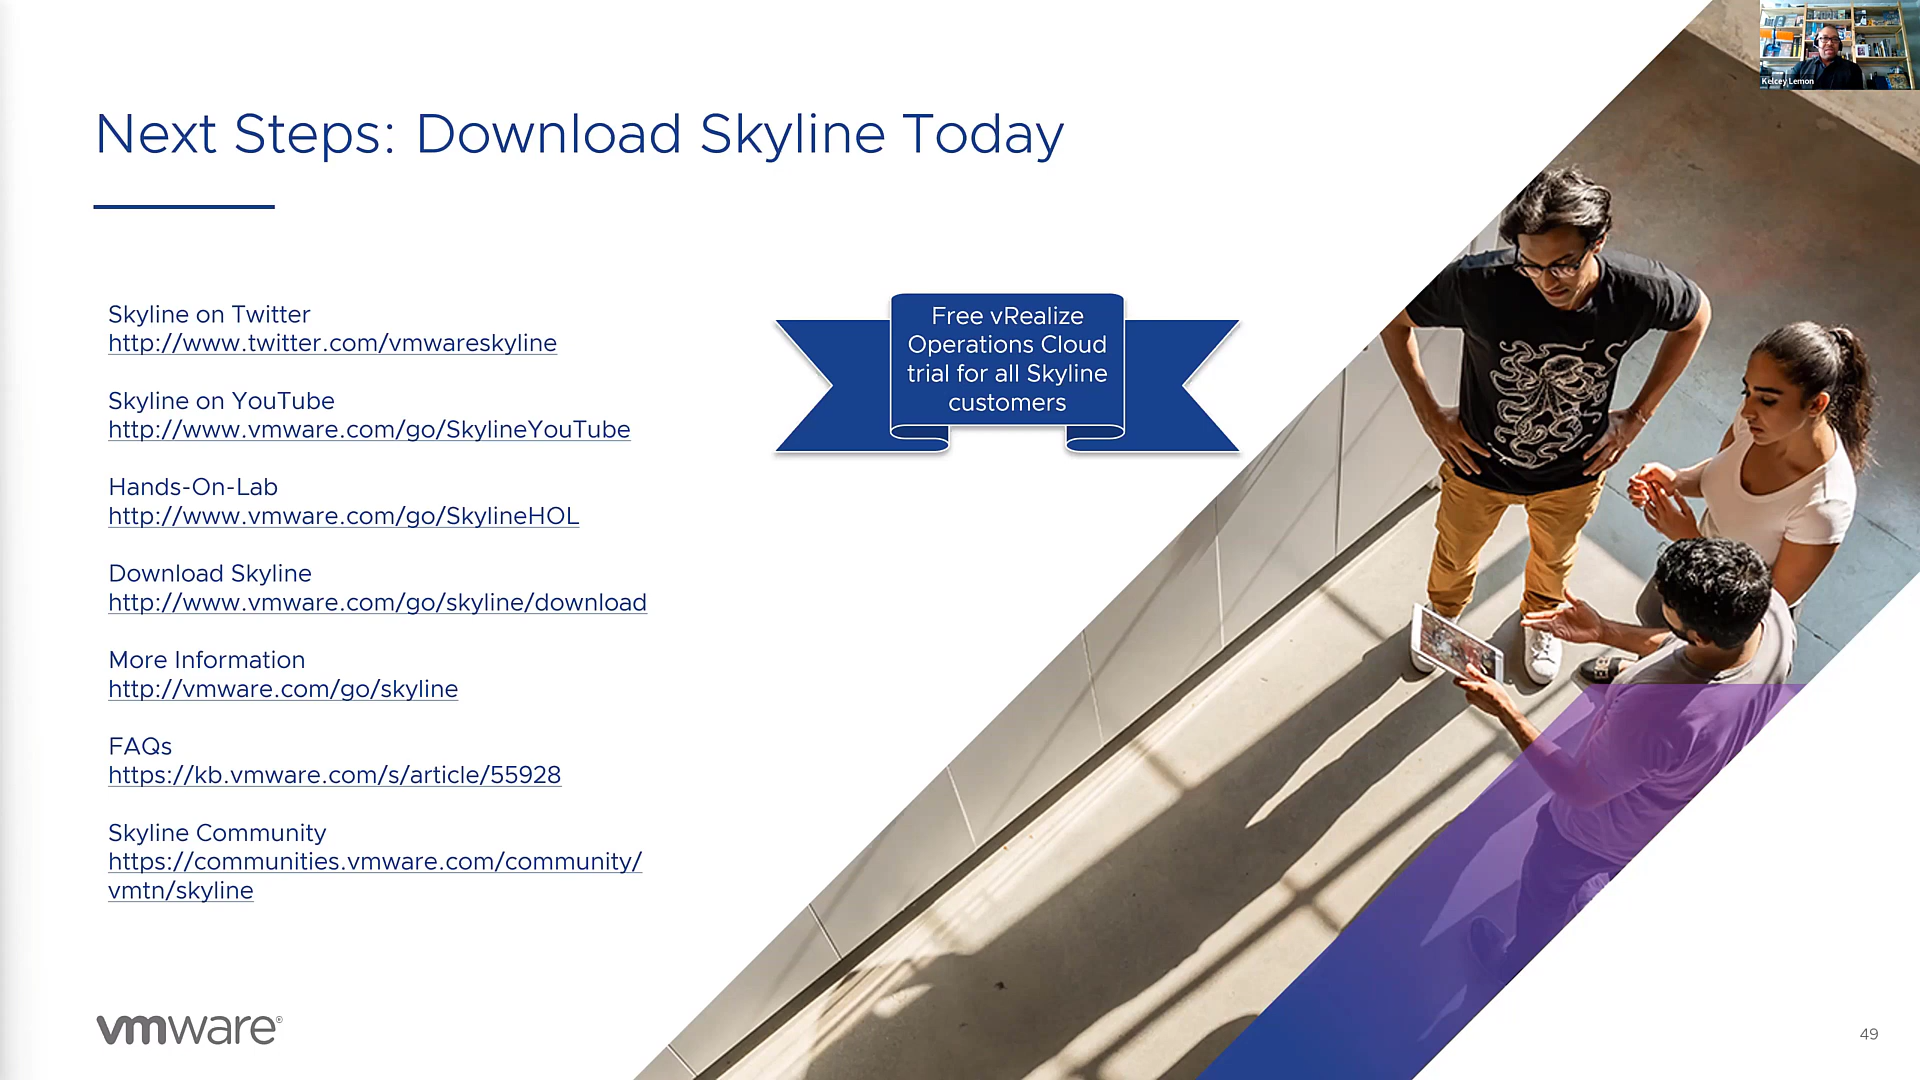 Kelcey Lemon
Next Steps: Download Skyline Today
Skyline on Twitter
http://www.twitter.com/vmwareskyline
Skyline on YouTube
http://www.vmware.com/go/SkylineYouTube
Hands-On-Lab
http://www.vmware.com/go/SkylineHOL
Download Skyline
http://www.vmware.com/go/skyline/download
More Information
http://vmware.com/go/skyline
FAQs
https://kb.vmware.com/s/article/55928
Skyline Community
https://communities.vmware.com/community/
vmtn/skyline
Free vRealize
Operations Cloud
trial for all Skyline
customers
vmware®
49